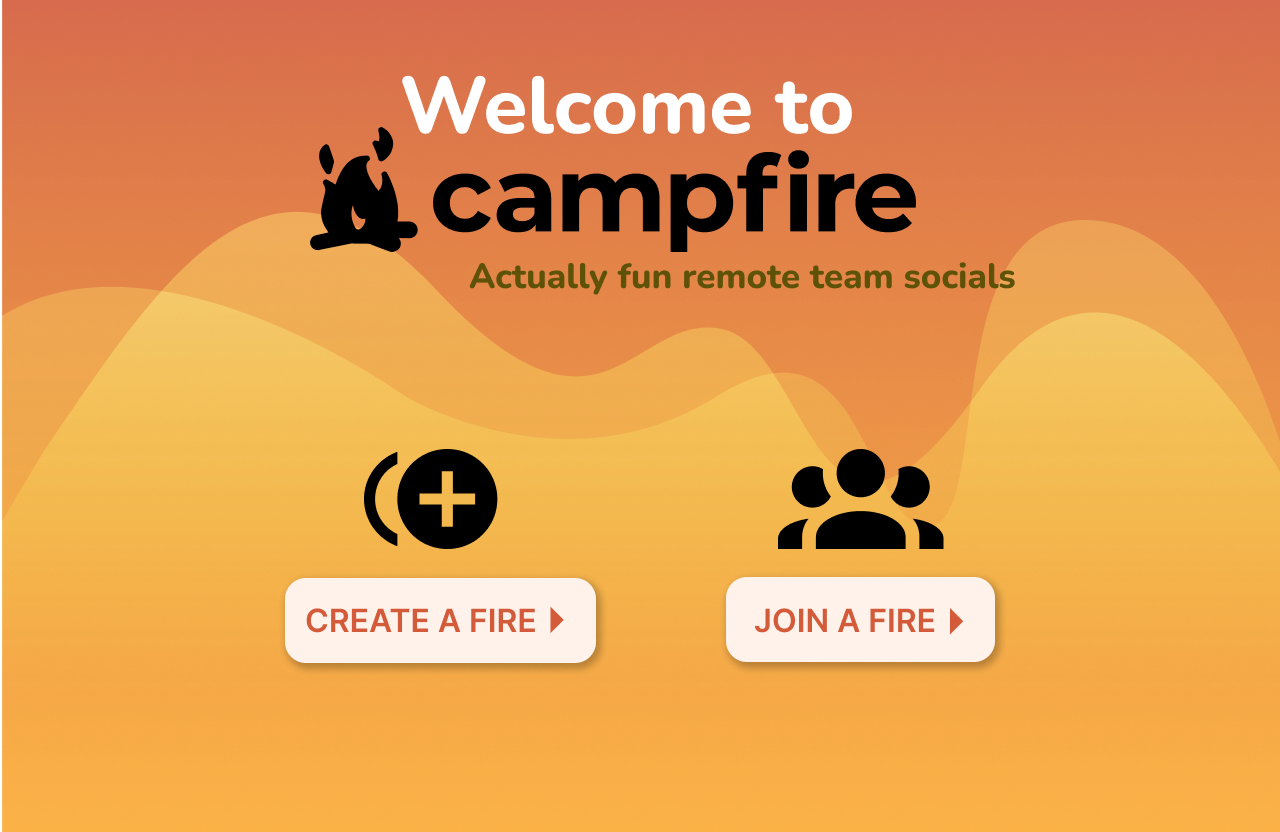 Welcome to
campfire
Actually fun remote team socials
CREATE A FIRE
JOIN A FIRE